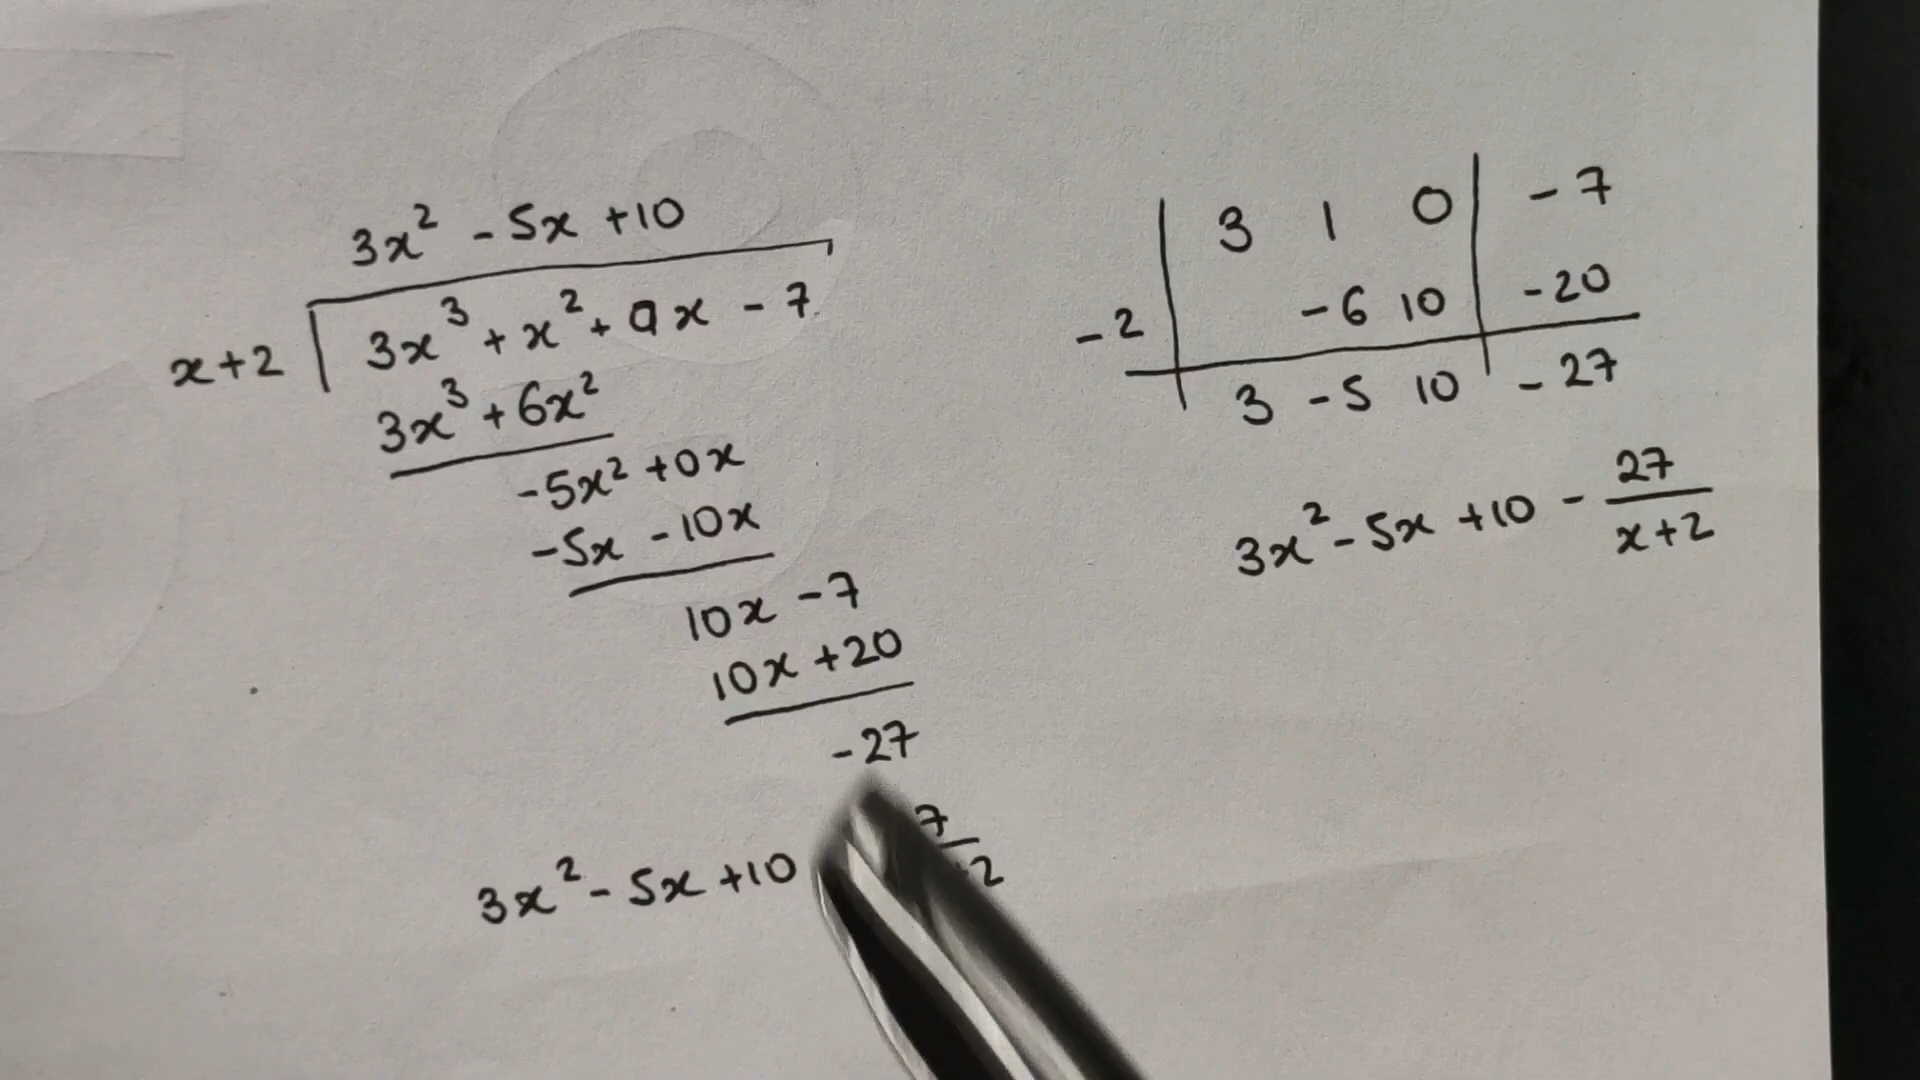 3x² - 5x + 10
x+2 3x³ + x² + 0x - 7
3x³ + 6x²
-5x² + 0x
-5x - 10x
10x - 7
10x + 20
-27
3x² - 5x + 10
7
2
3 1 0 -7
-2 -6 10 -20
3 -5 10 -27
3x² - 5x + 10 - 27/x+2